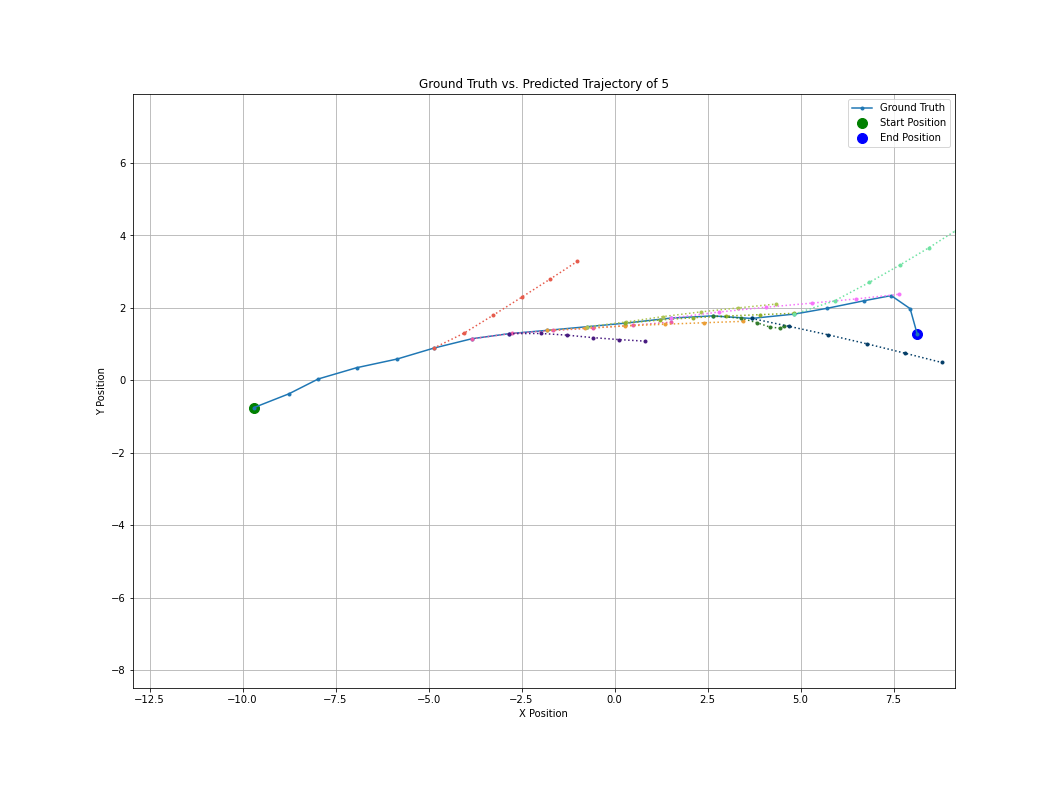 Ground Truth vs. Predicted Trajectory of 5
Ground Truth
Start Position
End Position
6
4
2
0
−2
−4
−6
−8
Y Position
−12.5 −10.0 −7.5 −5.0 −2.5 0.0 2.5 5.0 7.5
X Position